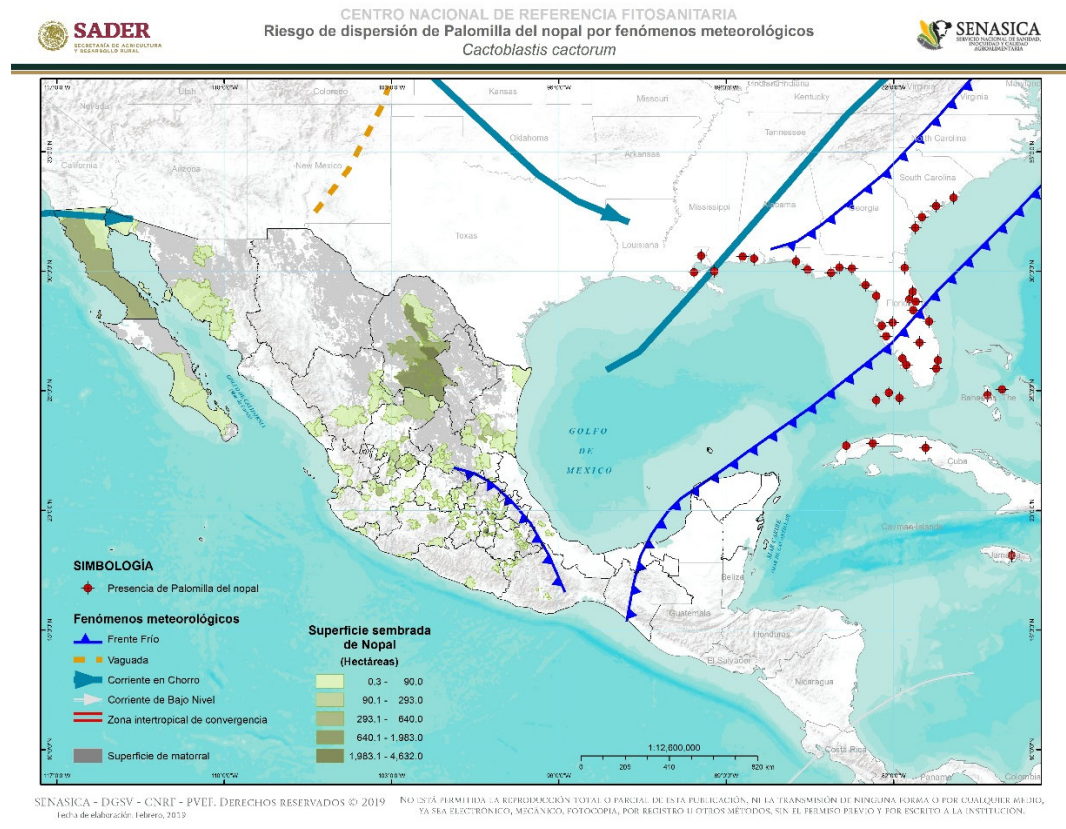 SADER
SECRETARÍA DE AGRICULTURA
Y DESARROLLO RURAL
CENTRO NACIONAL DE REFERENCIA FITOSANITARIA
Riesgo de dispersión de Palomilla del nopal por fenómenos meteorológicos
Cactoblastis cactorum
SENASICA
SERVICIO NACIONAL DE SANIDAD,
INOCUIDAD Y CALIDAD
AGROALIMENTARIA
Nevada
Utah
Colorado
Kansas
Missouri
Kentucky
Virginia
Virginia
California
Arizona
New Mexico
Oklahoma
Arkansas
Tennessee
North Carolina
South Carolina
Texas
Louisiana
Mississippi
Alabama
Georgia
Florida
GOLFO
DE
MEXICO
Bahamas, The
Cuba
Cayman Islands
Jamaica
Belize
Guatemala
Honduras
El Salvador
Nicaragua
Costa Rica
Panama
Colombia
SIMBOLOGÍA
Presencia de Palomilla del nopal
Fenómenos meteorológicos
Frente Frío
Vaguada
Corriente en Chorro
Corriente de Bajo Nivel
Zona intertropical de convergencia
Superficie de matorral
Superficie sembrada
de Nopal
(Hectáreas)
0.3 - 90.0
90.1 - 293.0
293.1 - 640.0
640.1 - 1,983.0
1,983.1 - 4,632.0
1:12,600,000
0 205 410 820 km
SENASICA - DGSV - CNRF - PVEF. DERECHOS RESERVADOS © 2019
Fecha de elaboración: Febrero, 2019
NO ESTÁ PERMITIDA LA REPRODUCCIÓN TOTAL O PARCIAL DE ESTA PUBLICACIÓN, NI LA TRANSMISIÓN DE NINGUNA FORMA O POR CUALQUIER MEDIO,
YA SEA ELECTRÓNICO, MECÁNICO, FOTOCOPIA, POR REGISTRO U OTROS MÉTODOS, SIN EL PERMISO PREVIO Y POR ESCRITO A LA INSTITUCIÓN.